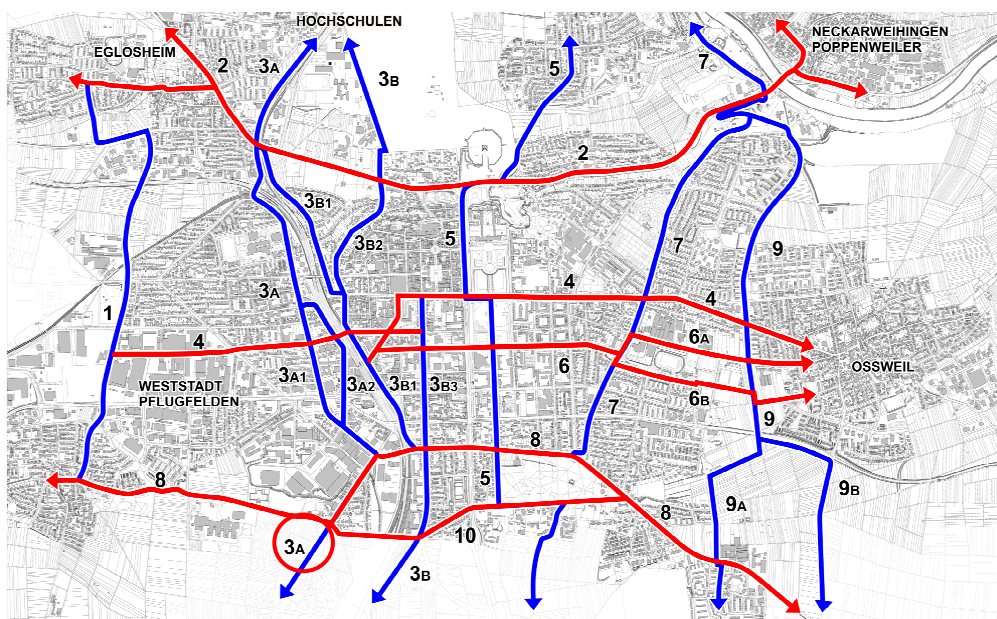 HOCHSCHULEN
NECKARWEIHINGEN
POPPENWEILER
EGLOSHEIM
2
3A
3B
5
7
2
3B1
3B2
5
7
9
3A
4
4
1
4
6A
OSSWEIL
WESTSTADT
PFLUGFELDEN
3A1
3A2
3B1
3B3
6
6B
7
9
8
8
5
9A
9B
8
10
3A
3B